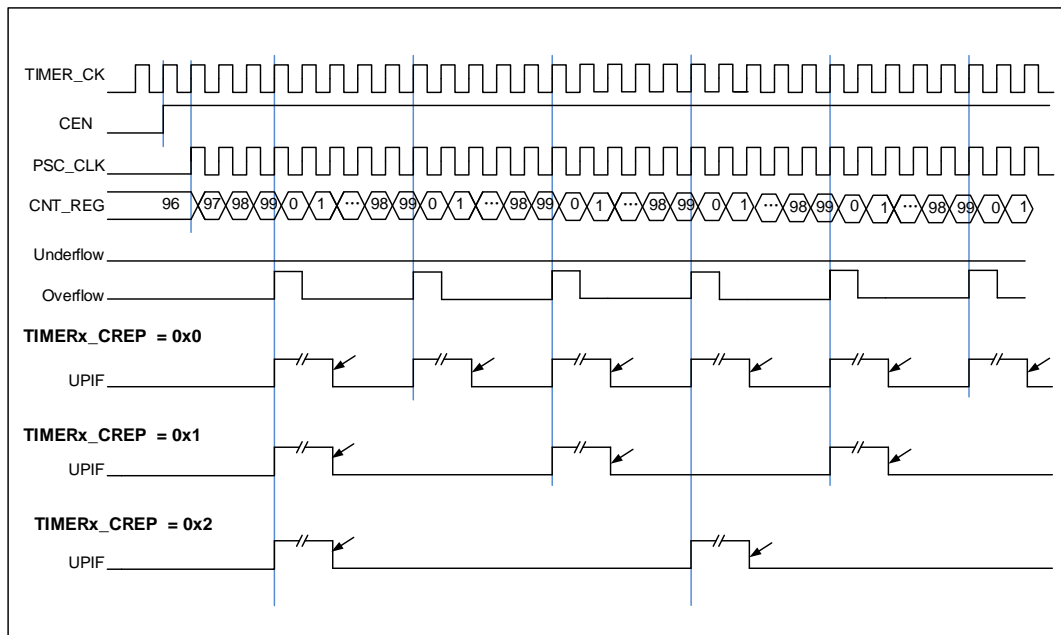 TIMER_CK
CEN
PSC_CLK
CNT_REG 96 97 98 99 0 1 ... 98 99 0 1 ... 98 99 0 1 ... 98 99 0 1 ... 98 99 0 1 ... 98 99 0 1
Underflow
Overflow
TIMERx_CREP = 0x0
UPIF
TIMERx_CREP = 0x1
UPIF
TIMERx_CREP = 0x2
UPIF